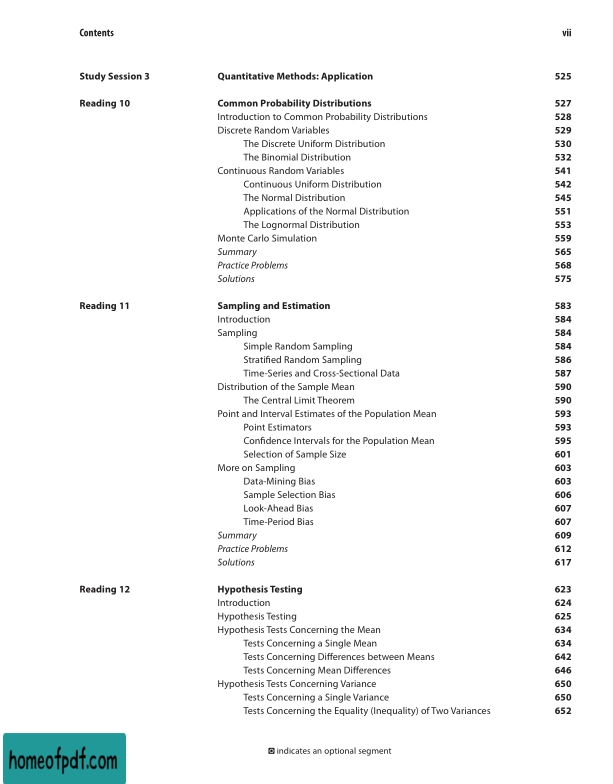 Contents vii
Study Session 3 Quantitative Methods: Application 525
Reading 10 Common Probability Distributions 527
Introduction to Common Probability Distributions 528
Discrete Random Variables 529
The Discrete Uniform Distribution 530
The Binomial Distribution 532
Continuous Random Variables 541
Continuous Uniform Distribution 542
The Normal Distribution 545
Applications of the Normal Distribution 551
The Lognormal Distribution 553
Monte Carlo Simulation 559
Summary 565
Practice Problems 568
Solutions 575
Reading 11 Sampling and Estimation 583
Introduction 584
Sampling 584
Simple Random Sampling 584
Stratified Random Sampling 586
Time-Series and Cross-Sectional Data 587
Distribution of the Sample Mean 590
The Central Limit Theorem 590
Point and Interval Estimates of the Population Mean 593
Point Estimators 593
Confidence Intervals for the Population Mean 595
Selection of Sample Size 601
More on Sampling 603
Data-Mining Bias 603
Sample Selection Bias 606
Look-Ahead Bias 607
Time-Period Bias 607
Summary 609
Practice Problems 612
Solutions 617
Reading 12 Hypothesis Testing 623
Introduction 624
Hypothesis Testing 625
Hypothesis Tests Concerning the Mean 634
Tests Concerning a Single Mean 634
Tests Concerning Differences between Means 642
Tests Concerning Mean Differences 646
Hypothesis Tests Concerning Variance 650
Tests Concerning a Single Variance 650
Tests Concerning the Equality (Inequality) of Two Variances 652
indicates an optional segment
homeofpdf.com